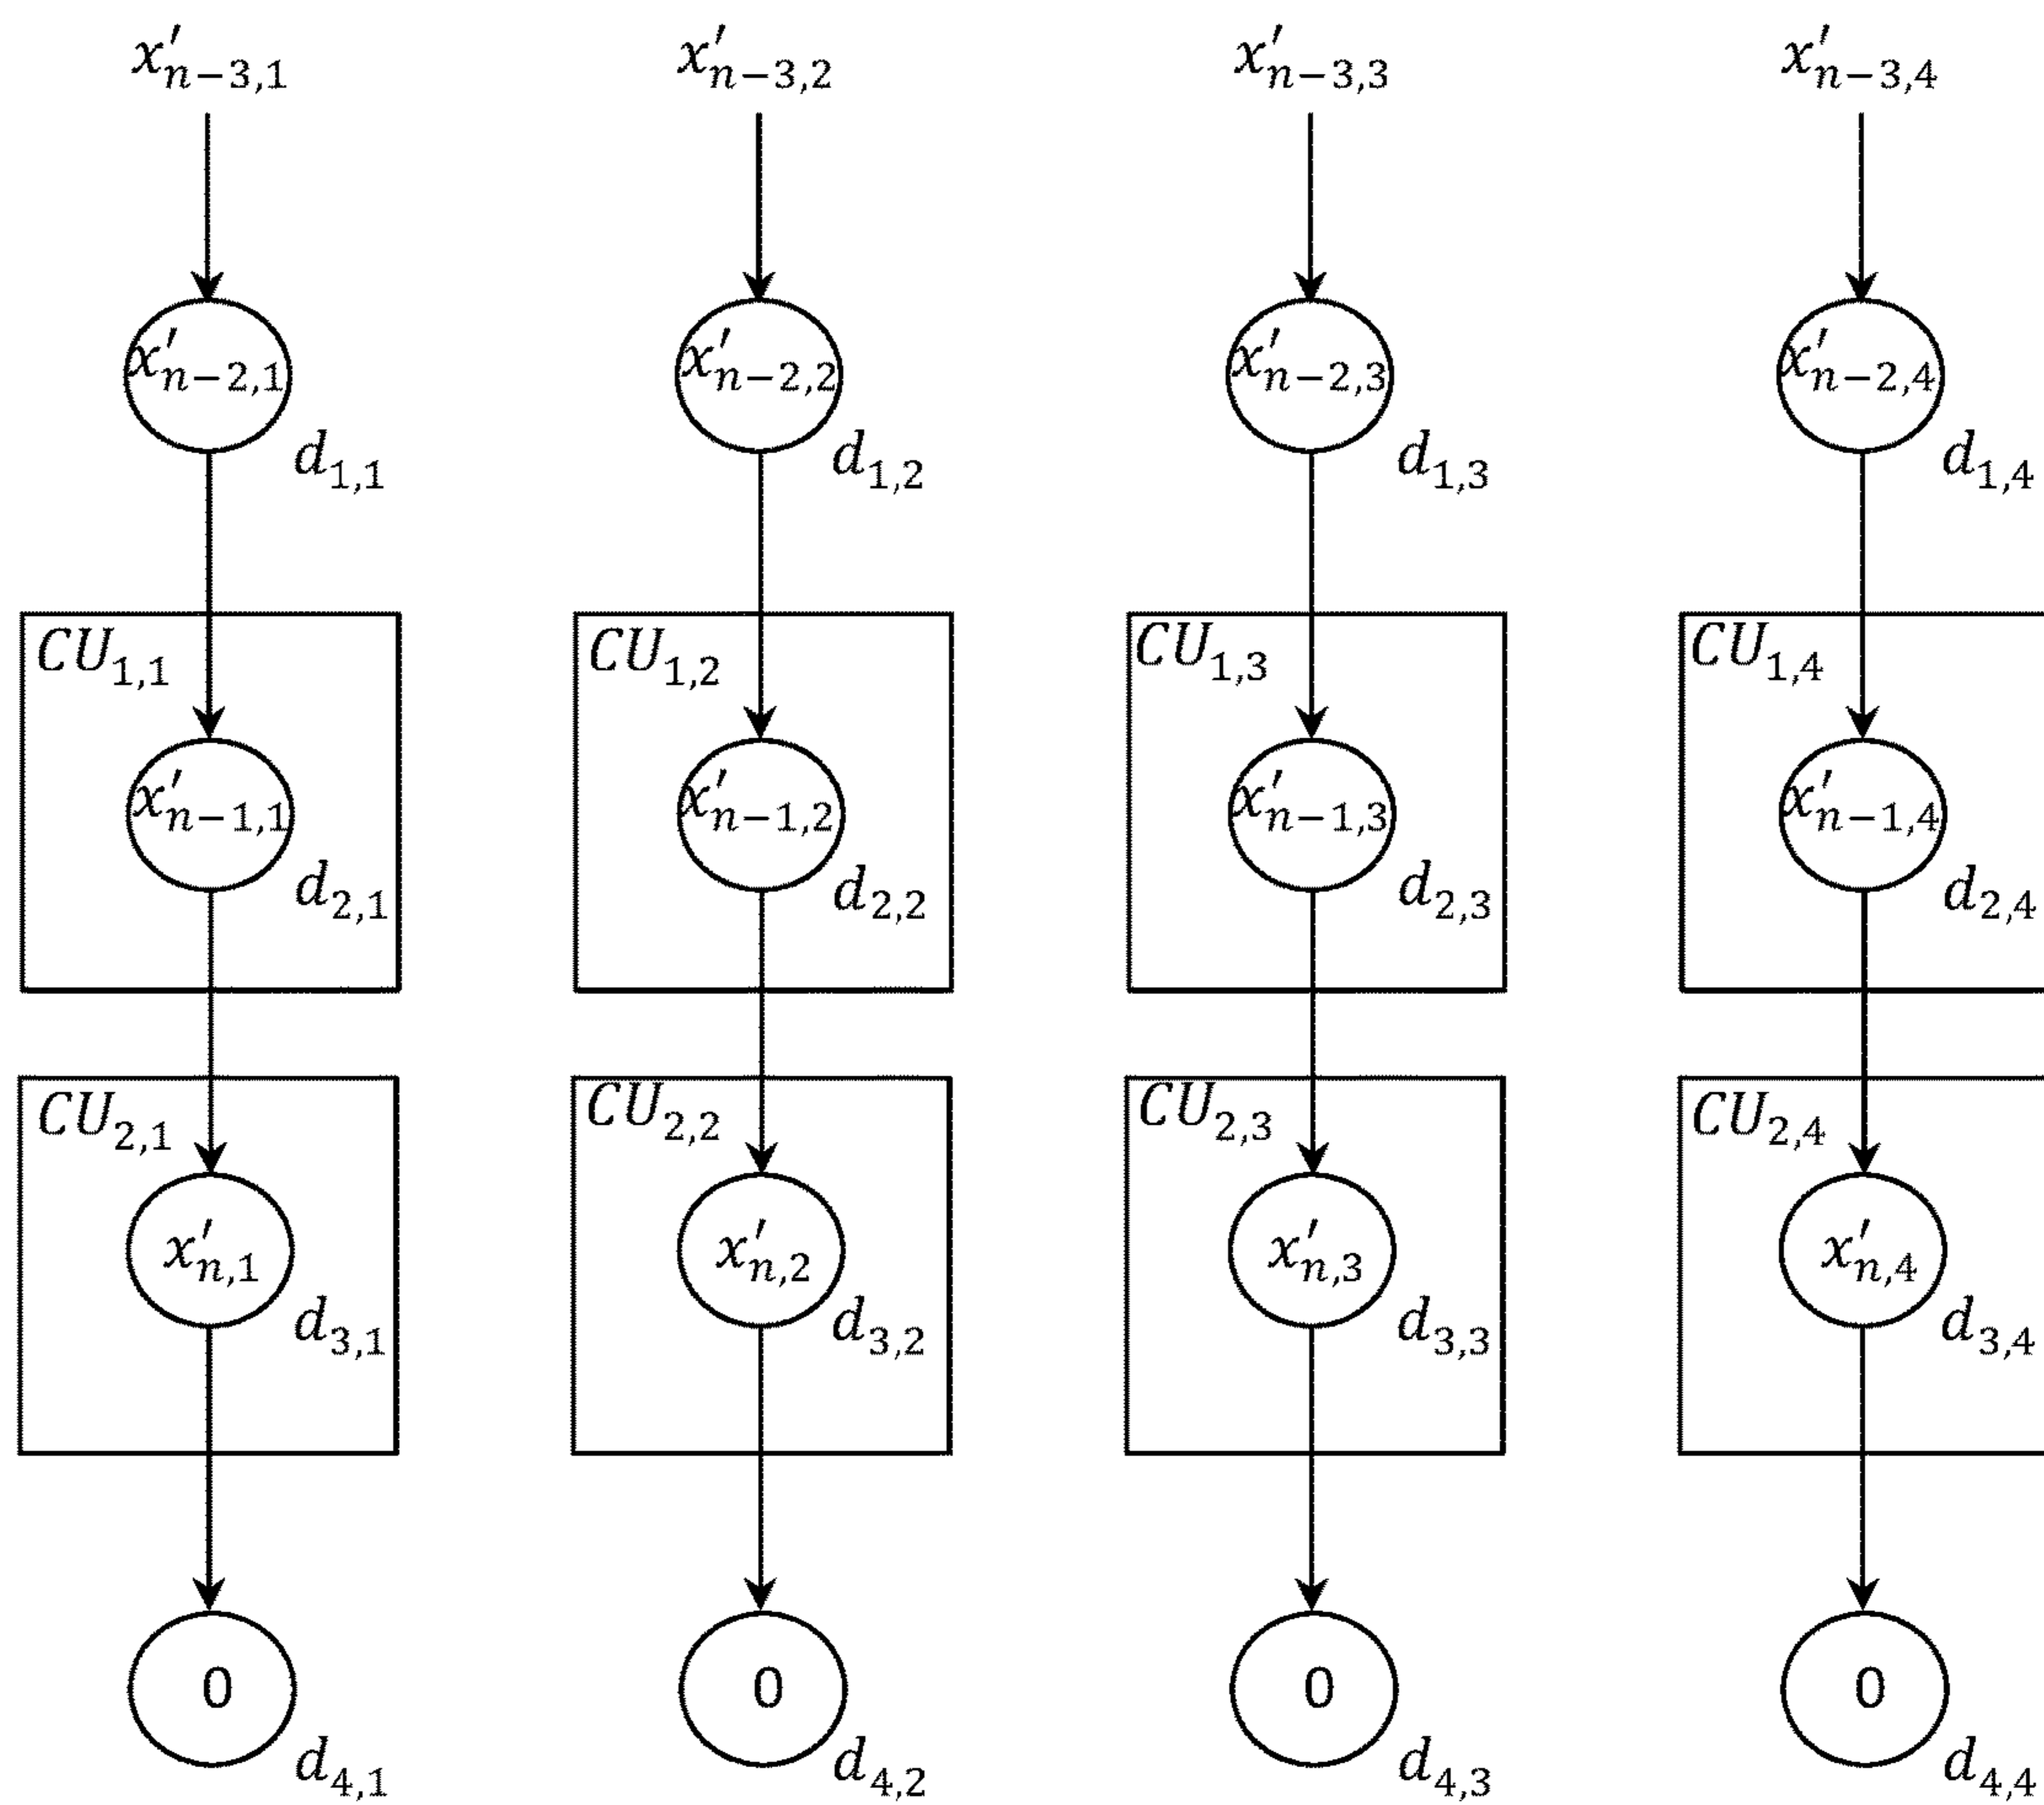 x′n−3,1 x′n−3,2 x′n−3,3 x′n−3,4
x′n−2,1 x′n−2,2 x′n−2,3 x′n−2,4
d1,1 d1,2 d1,3 d1,4
CU1,1 CU1,2 CU1,3 CU1,4
x′n−1,1 x′n−1,2 x′n−1,3 x′n−1,4
d2,1 d2,2 d2,3 d2,4
CU2,1 CU2,2 CU2,3 CU2,4
x′n,1 x′n,2 x′n,3 x′n,4
d3,1 d3,2 d3,3 d3,4
0 0 0 0
d4,1 d4,2 d4,3 d4,4